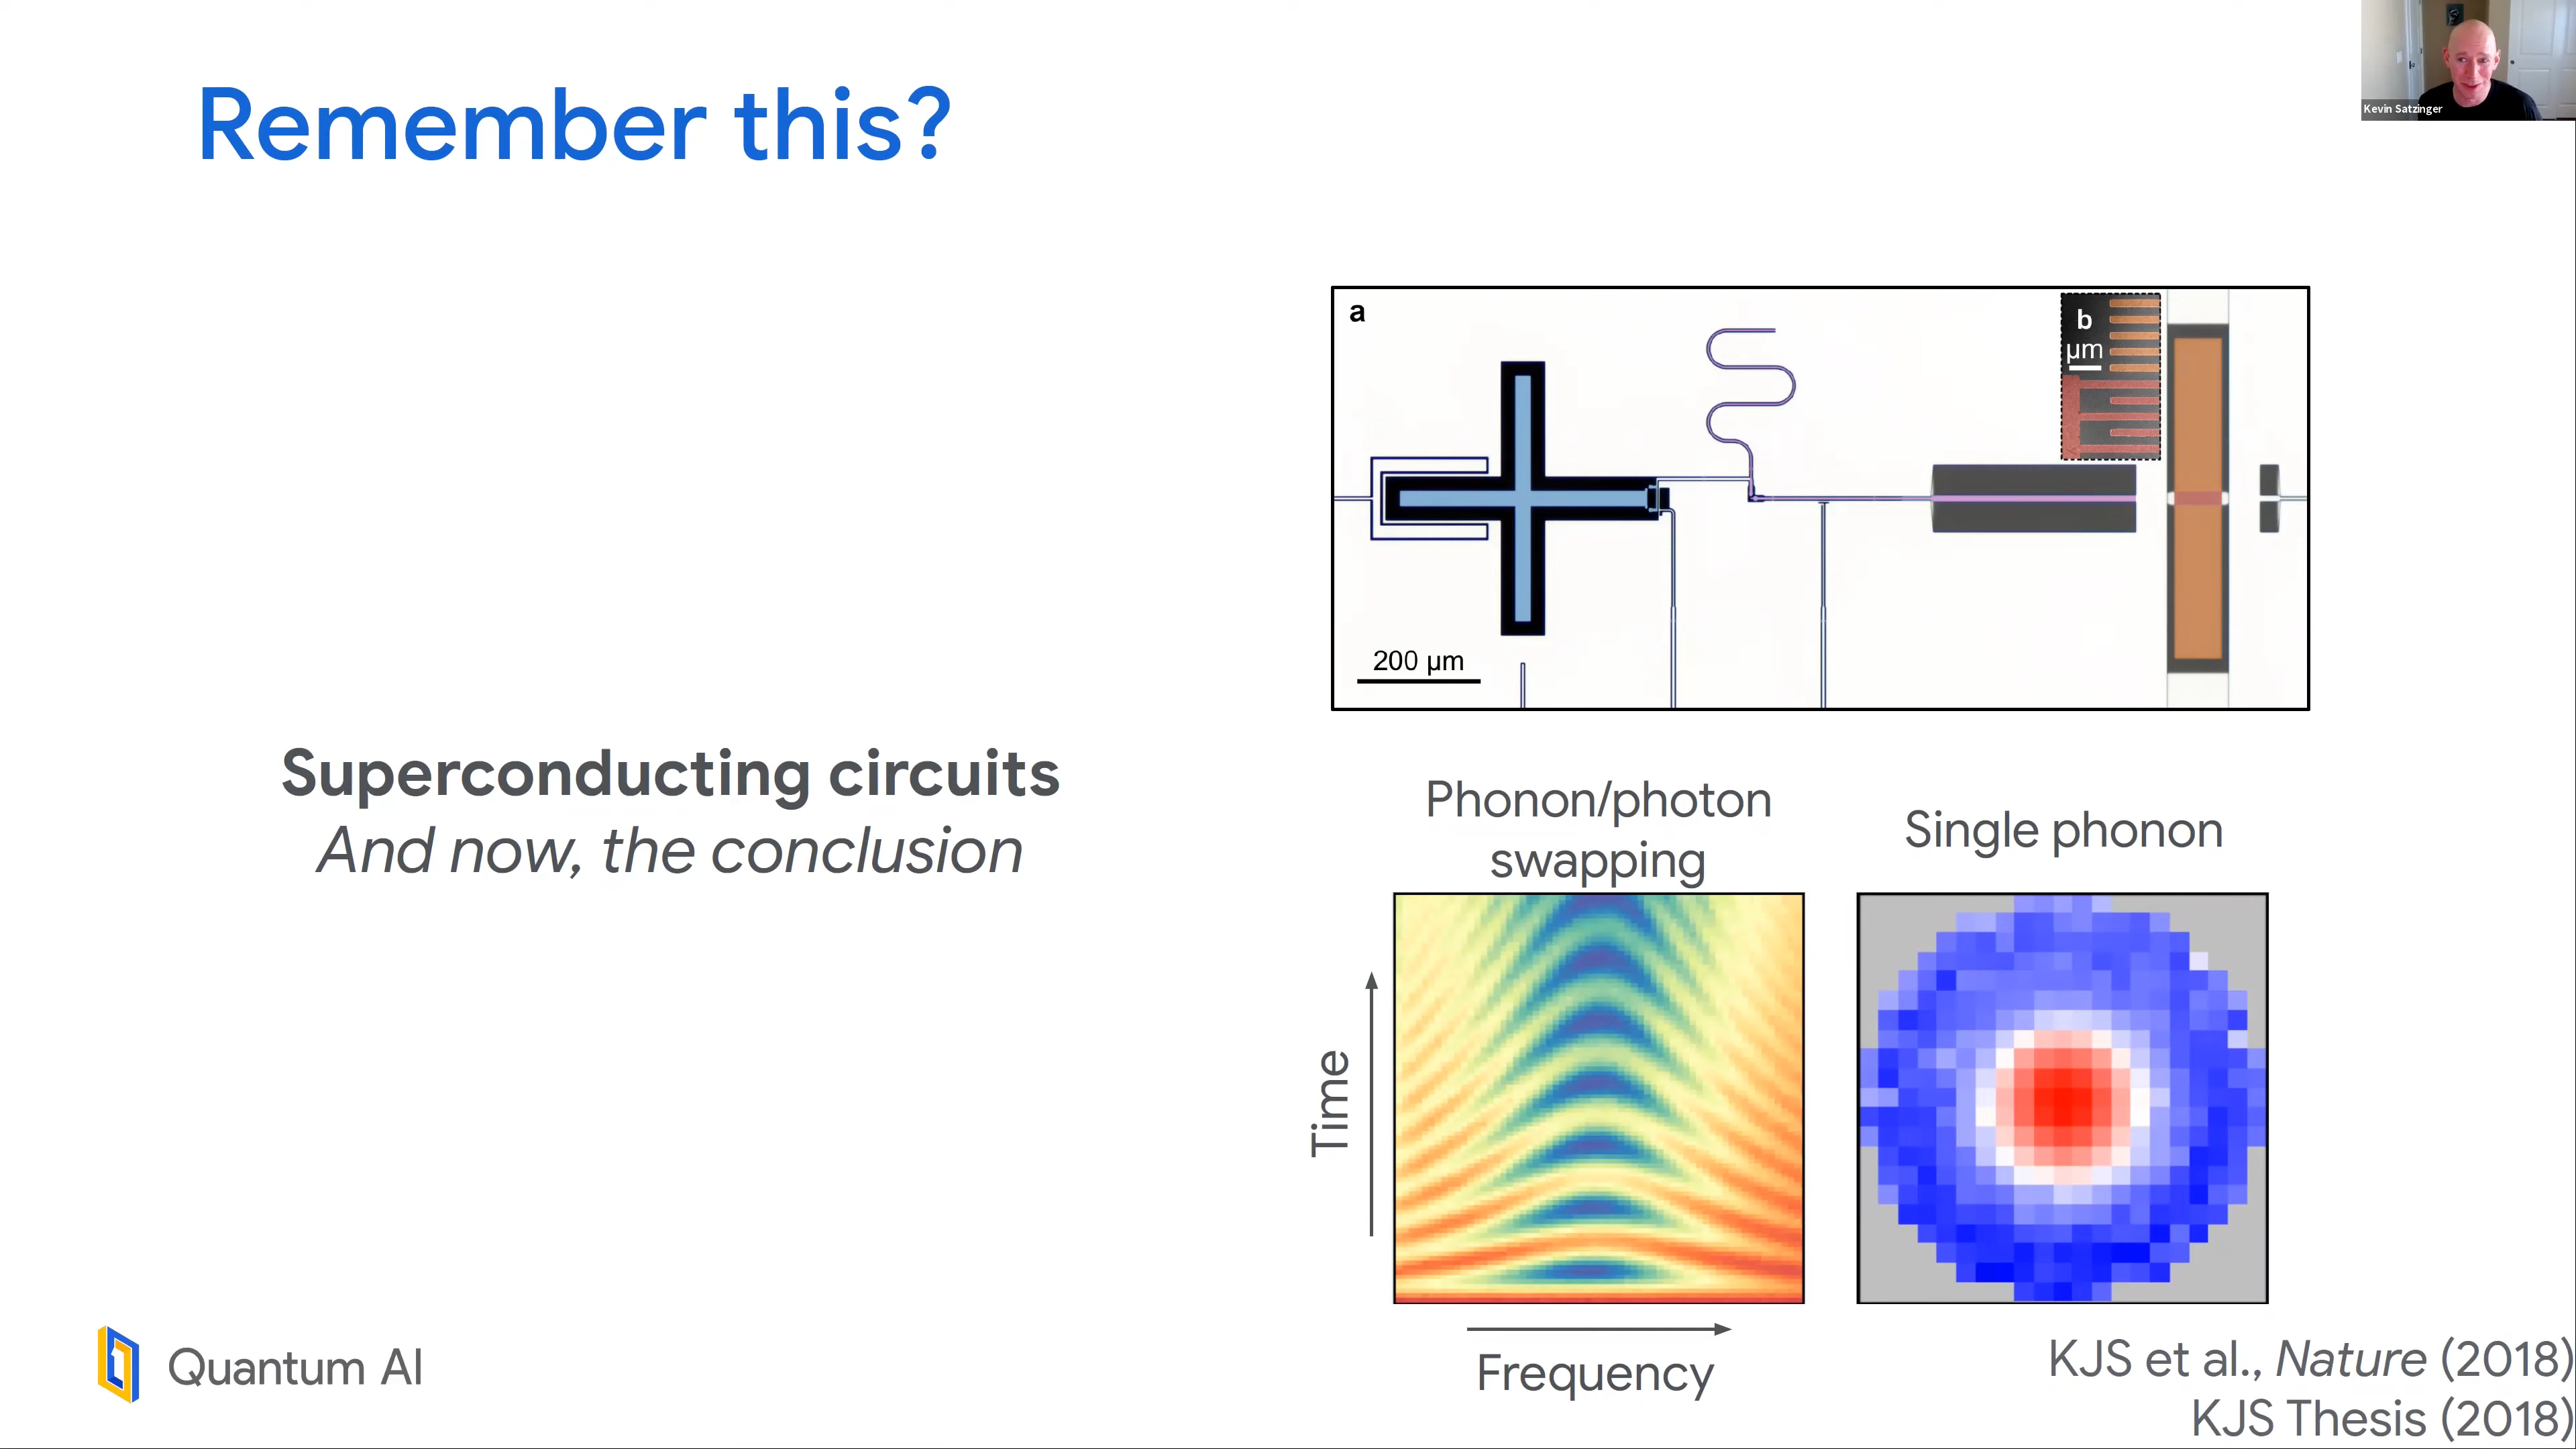 Remember this?
Kevin Satzinger
a
b
μm
200 μm
Superconducting circuits
And now, the conclusion
Phonon/photon
swapping
Single phonon
Time
Frequency
Quantum AI
KJS et al., Nature (2018)
KJS Thesis (2018)